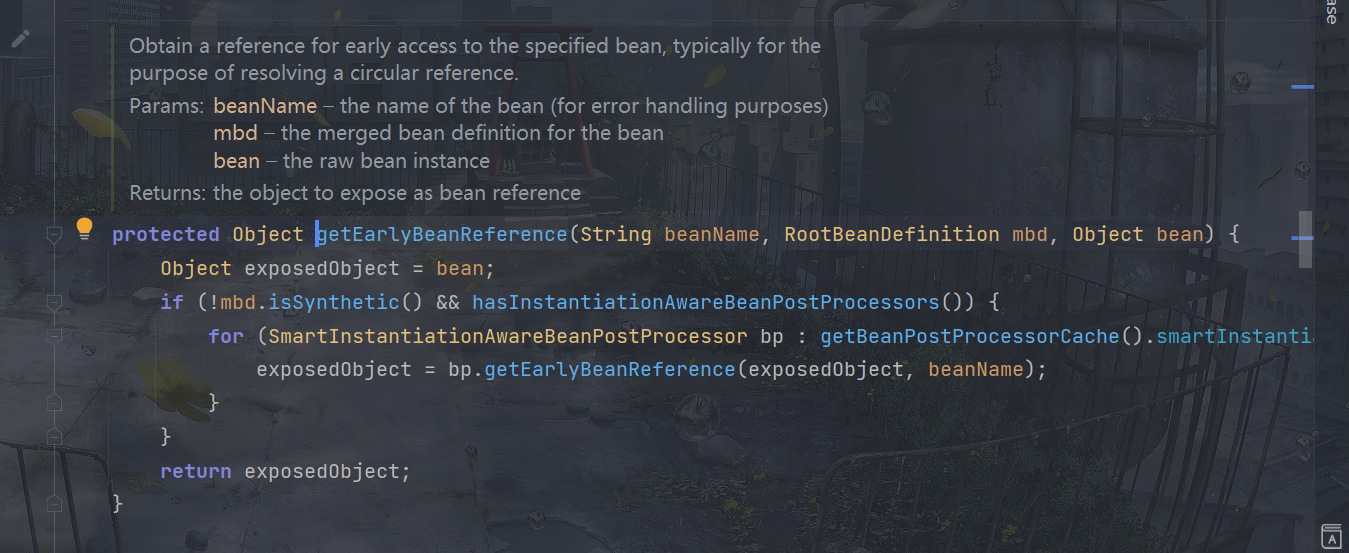 Obtain a reference for early access to the specified bean, typically for the
purpose of resolving a circular reference.
Params: beanName – the name of the bean (for error handling purposes)
mbd – the merged bean definition for the bean
bean – the raw bean instance
Returns: the object to expose as bean reference
protected Object getEarlyBeanReference(String beanName, RootBeanDefinition mbd, Object bean) {
Object exposedObject = bean;
if (!mbd.isSynthetic() && hasInstantiationAwareBeanPostProcessors()) {
for (SmartInstantiationAwareBeanPostProcessor bp : getBeanPostProcessorCache().smartInstanti
exposedObject = bp.getEarlyBeanReference(exposedObject, beanName);
}
}
return exposedObject;
}
ase
A